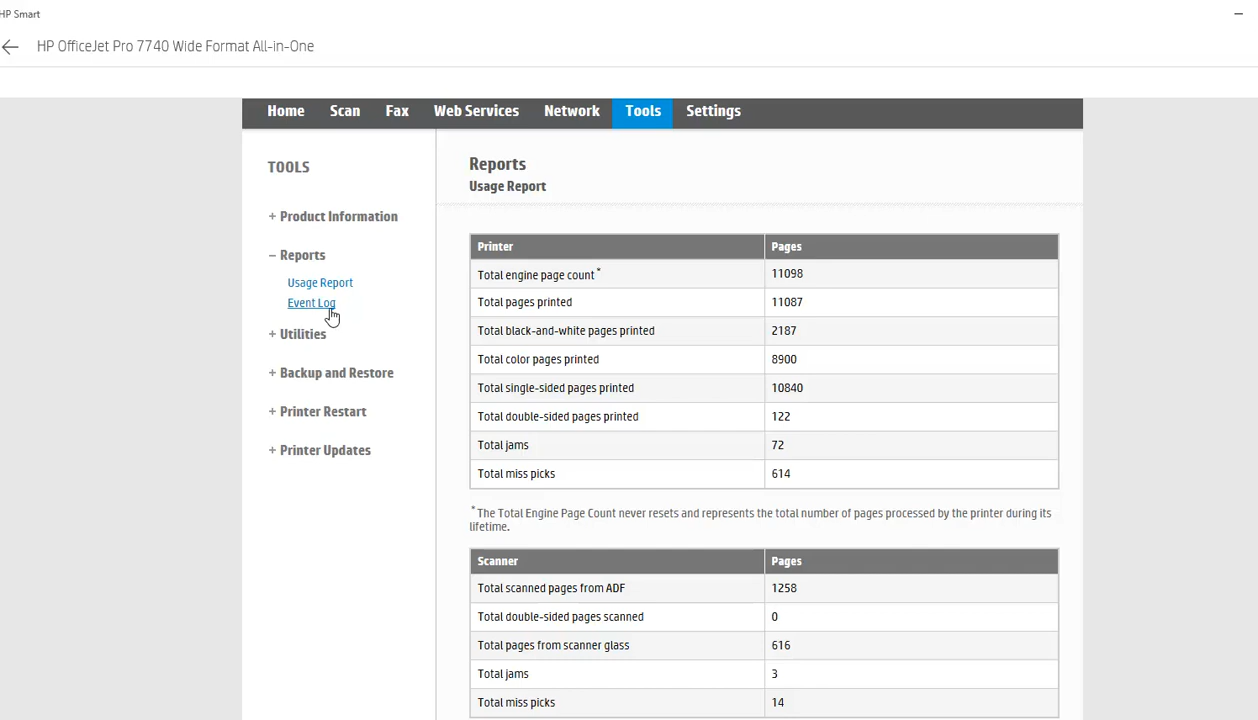 HP Smart
HP OfficeJet Pro 7740 Wide Format All-in-One
Home Scan Fax Web Services Network Tools Settings
TOOLS
+ Product Information
– Reports
Usage Report
Event Log
+ Utilities
+ Backup and Restore
+ Printer Restart
+ Printer Updates
Reports
Usage Report
Printer Pages
Total engine page count * 11098
Total pages printed 11087
Total black-and-white pages printed 2187
Total color pages printed 8900
Total single-sided pages printed 10840
Total double-sided pages printed 122
Total jams 72
Total miss picks 614
*The Total Engine Page Count never resets and represents the total number of pages processed by the printer during its
lifetime.
Scanner Pages
Total scanned pages from ADF 1258
Total double-sided pages scanned 0
Total pages from scanner glass 616
Total jams 3
Total miss picks 14